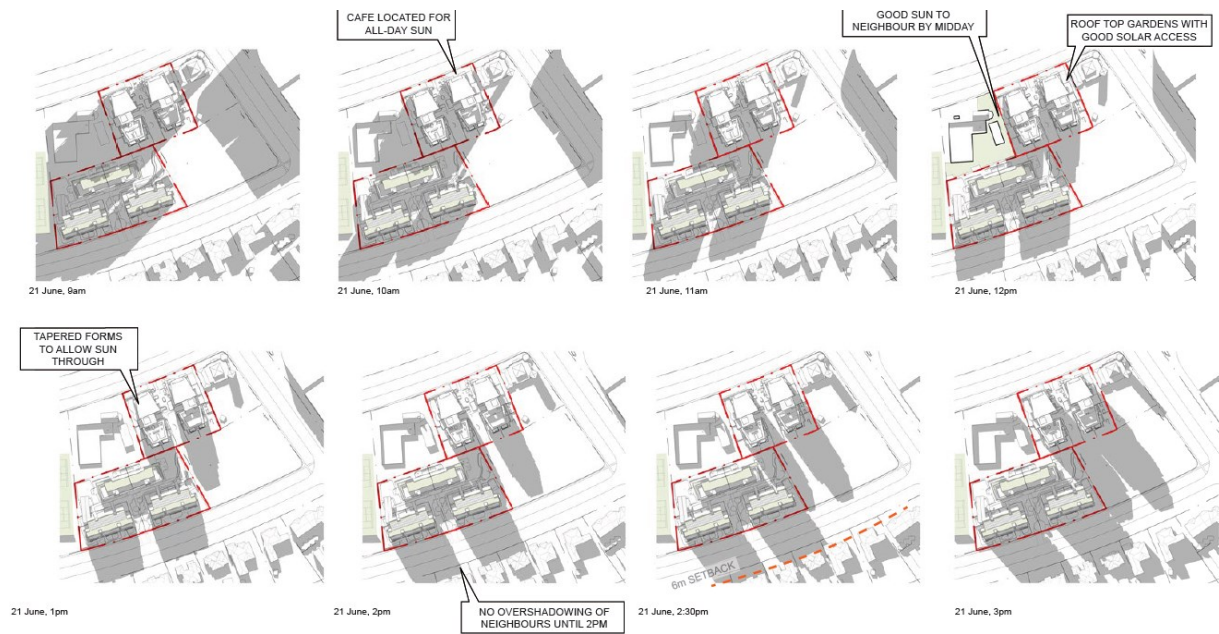 CAFE LOCATED FOR
ALL-DAY SUN
GOOD SUN TO
NEIGHBOUR BY MIDDAY
ROOF TOP GARDENS WITH
GOOD SOLAR ACCESS
21 June, 9am
21 June, 10am
21 June, 11am
21 June, 12pm
TAPERED FORMS
TO ALLOW SUN
THROUGH
6m SETBACK
21 June, 1pm
21 June, 2pm
NO OVERSHADOWING OF
NEIGHBOURS UNTIL 2PM
21 June, 2:30pm
21 June, 3pm